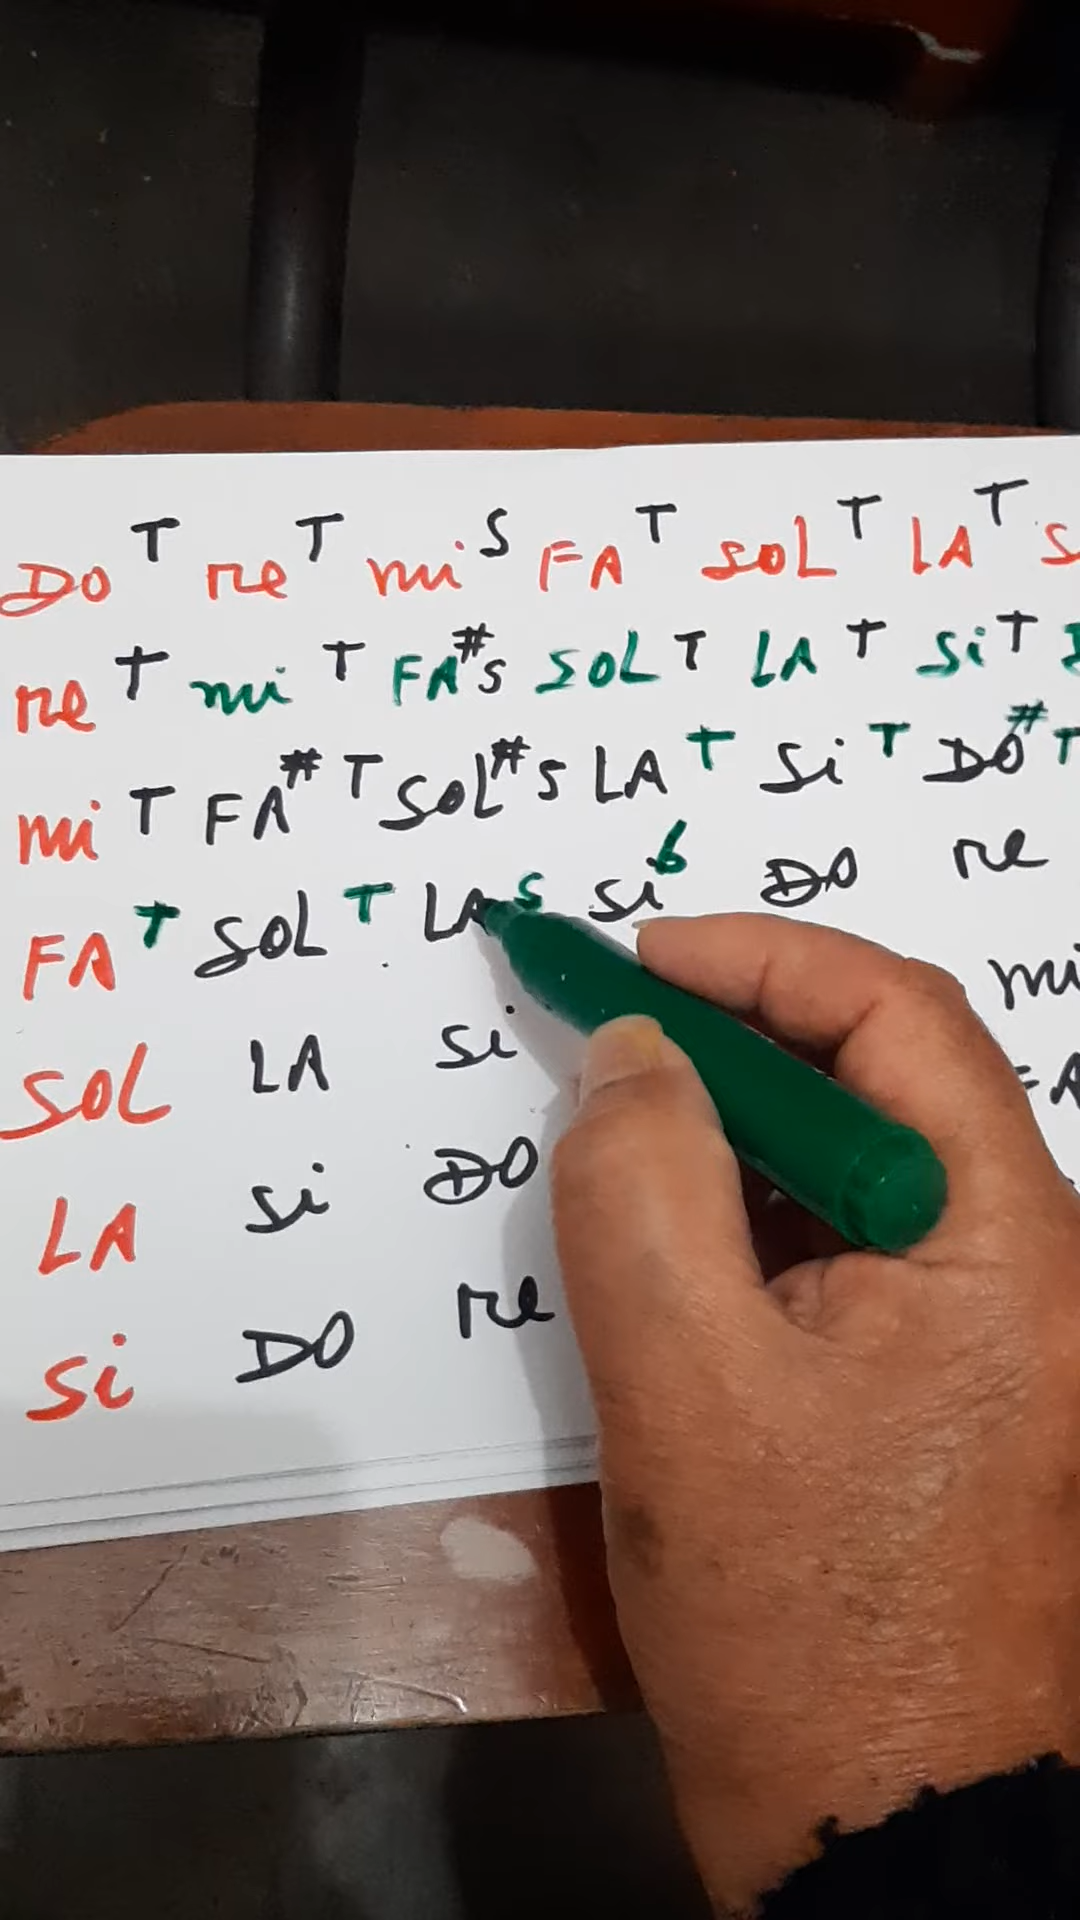 DO T re T mi S FA T SOL T LA T S
re T mi T FA# S SOL T LA T Si T
mi T FA# T SOL# S LA T Si T DO# T
FA T SOL T LA S Si b DO re
SOL LA Si mi
LA Si DO FA
Si DO re